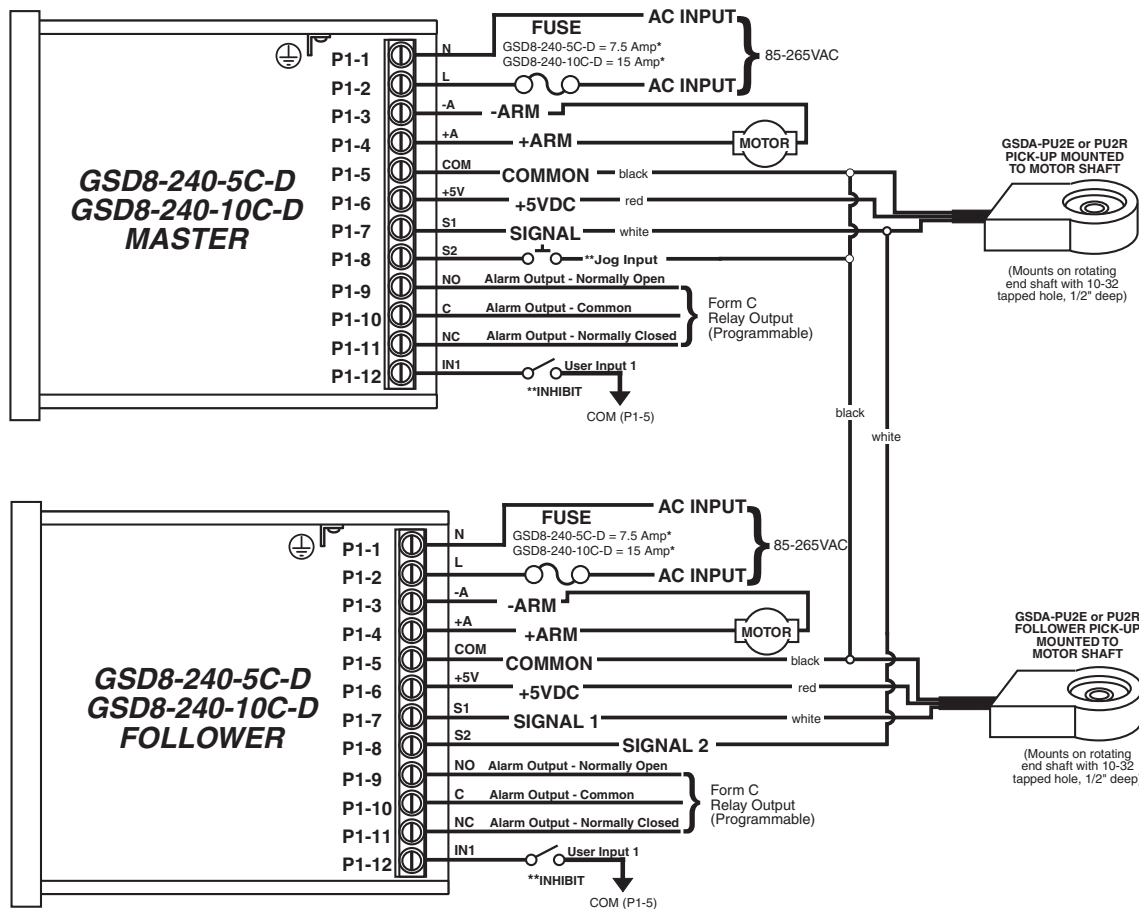 AC INPUT
FUSE
GSD8-240-5C-D = 7.5 Amp*
GSD8-240-10C-D = 15 Amp*
85-265VAC
P1-1 N
P1-2 L AC INPUT
P1-3 -A -ARM
P1-4 +A +ARM MOTOR
P1-5 COM COMMON black
P1-6 +5V +5VDC red
P1-7 S1 SIGNAL white
P1-8 S2 **Jog Input
P1-9 NO Alarm Output - Normally Open
P1-10 C Alarm Output - Common
P1-11 NC Alarm Output - Normally Closed
P1-12 IN1 User Input 1
**INHIBIT
COM (P1-5)
Form C
Relay Output
(Programmable)
GSD8-240-5C-D
GSD8-240-10C-D
MASTER
GSDA-PU2E or PU2R
PICK-UP MOUNTED
TO MOTOR SHAFT
(Mounts on rotating
end shaft with 10-32
tapped hole, 1/2" deep)
black
white
AC INPUT
FUSE
GSD8-240-5C-D = 7.5 Amp*
GSD8-240-10C-D = 15 Amp*
85-265VAC
P1-1 N
P1-2 L AC INPUT
P1-3 -A -ARM
P1-4 +A +ARM MOTOR
P1-5 COM COMMON black
P1-6 +5V +5VDC red
P1-7 S1 SIGNAL 1 white
P1-8 S2 SIGNAL 2
P1-9 NO Alarm Output - Normally Open
P1-10 C Alarm Output - Common
P1-11 NC Alarm Output - Normally Closed
P1-12 IN1 User Input 1
**INHIBIT
COM (P1-5)
Form C
Relay Output
(Programmable)
GSD8-240-5C-D
GSD8-240-10C-D
FOLLOWER
GSDA-PU2E or PU2R
FOLLOWER PICK-UP
MOUNTED TO
MOTOR SHAFT
(Mounts on rotating
end shaft with 10-32
tapped hole, 1/2" deep)